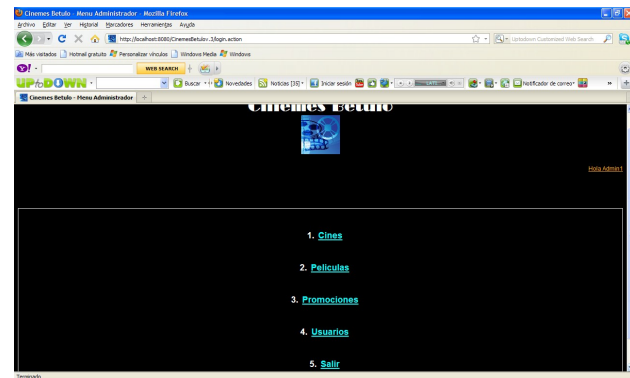 Cinemes Betulo - Menu Administrador - Mozilla Firefox
Archivo Editar Ver Historial Marcadores Herramientas Ayuda
http://localhost:8080/CinemesBetulov.3/login.action
Uptodown Customized Web Search
Más visitados Hotmail gratuito Personalizar vínculos Windows Media Windows
Y! WEB SEARCH
UPtoDOWN Buscar Novedades Noticias [35] Iniciar sesión Notificador de correo
Cinemes Betulo - Menu Administrador
Cinemes Betulo
Hola Admin1
1. Cines
2. Peliculas
3. Promociones
4. Usuarios
5. Salir
Terminado